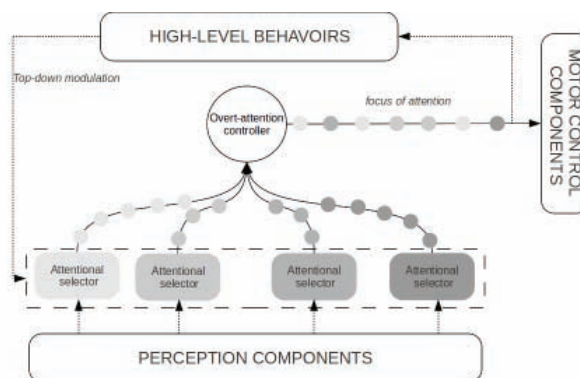 HIGH-LEVEL BEHAVOIRS
Top-down modulation
MOTOR CONTROL
COMPONENTS
focus of attention
Overt-attention
controller
Attentional
selector
Attentional
selector
Attentional
selector
Attentional
selector
PERCEPTION COMPONENTS